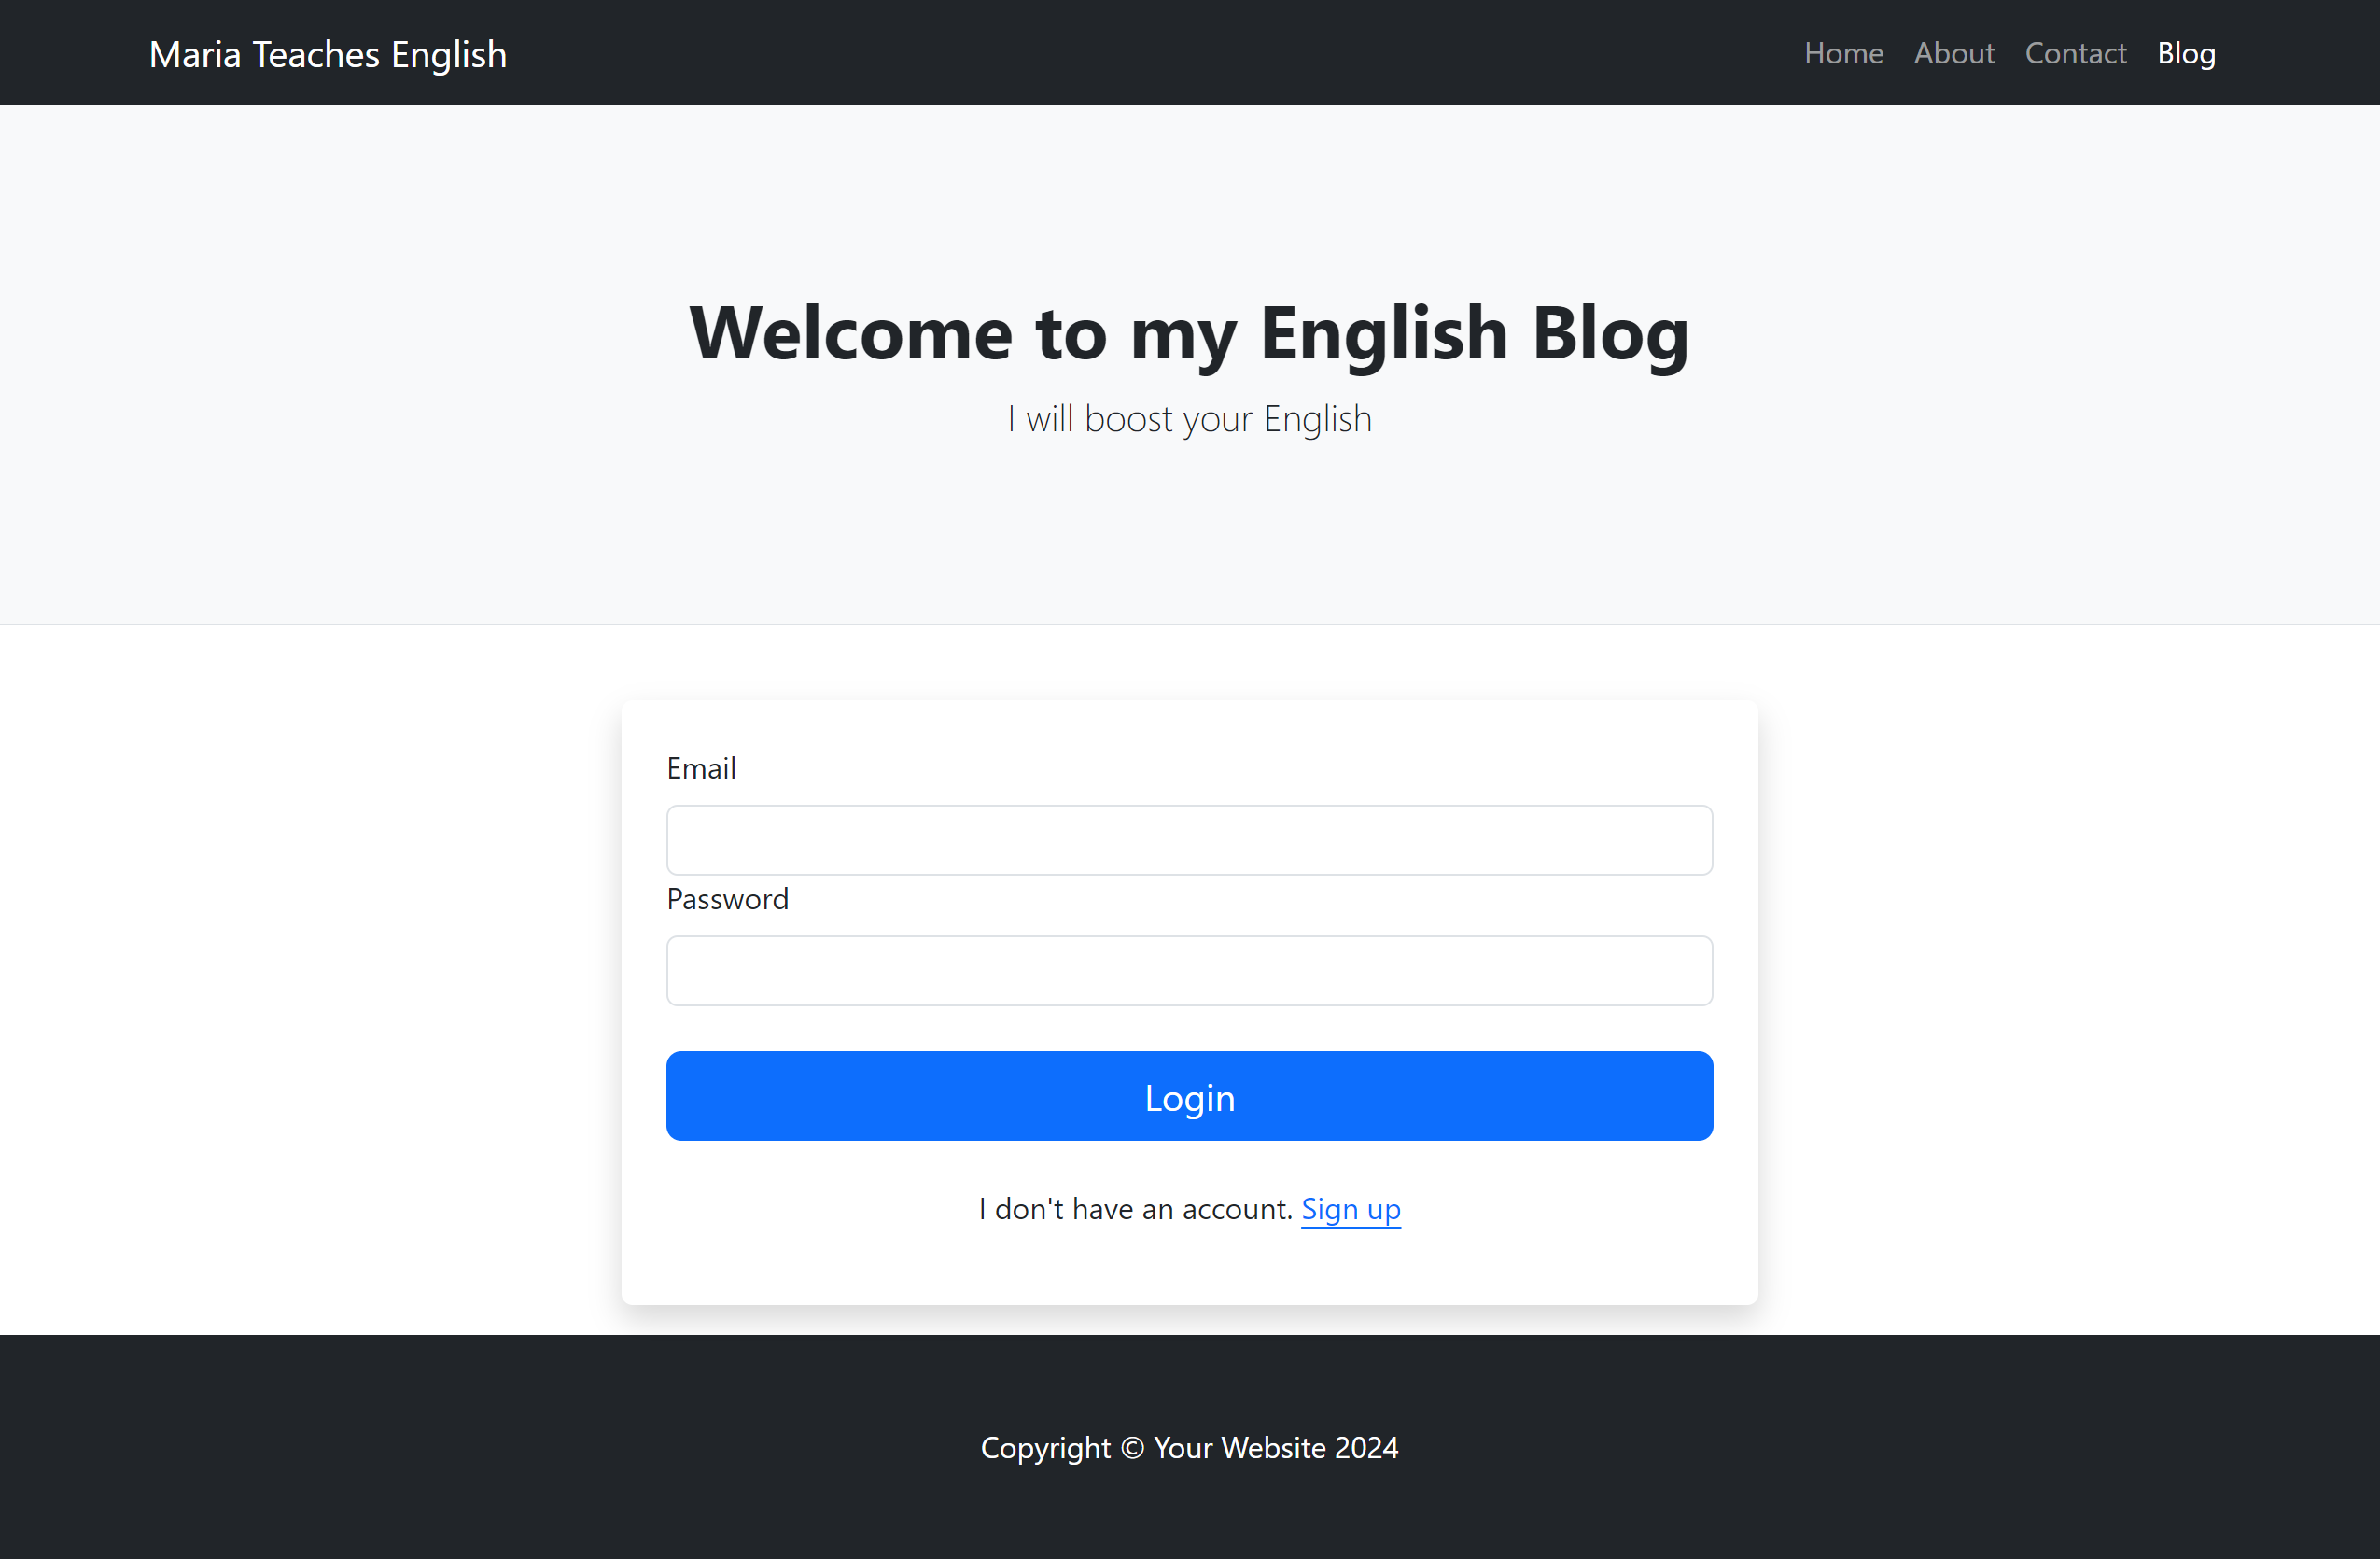 Maria Teaches English
Home About Contact Blog
Welcome to my English Blog
I will boost your English
Email
Password
Login
I don't have an account. Sign up
Copyright © Your Website 2024